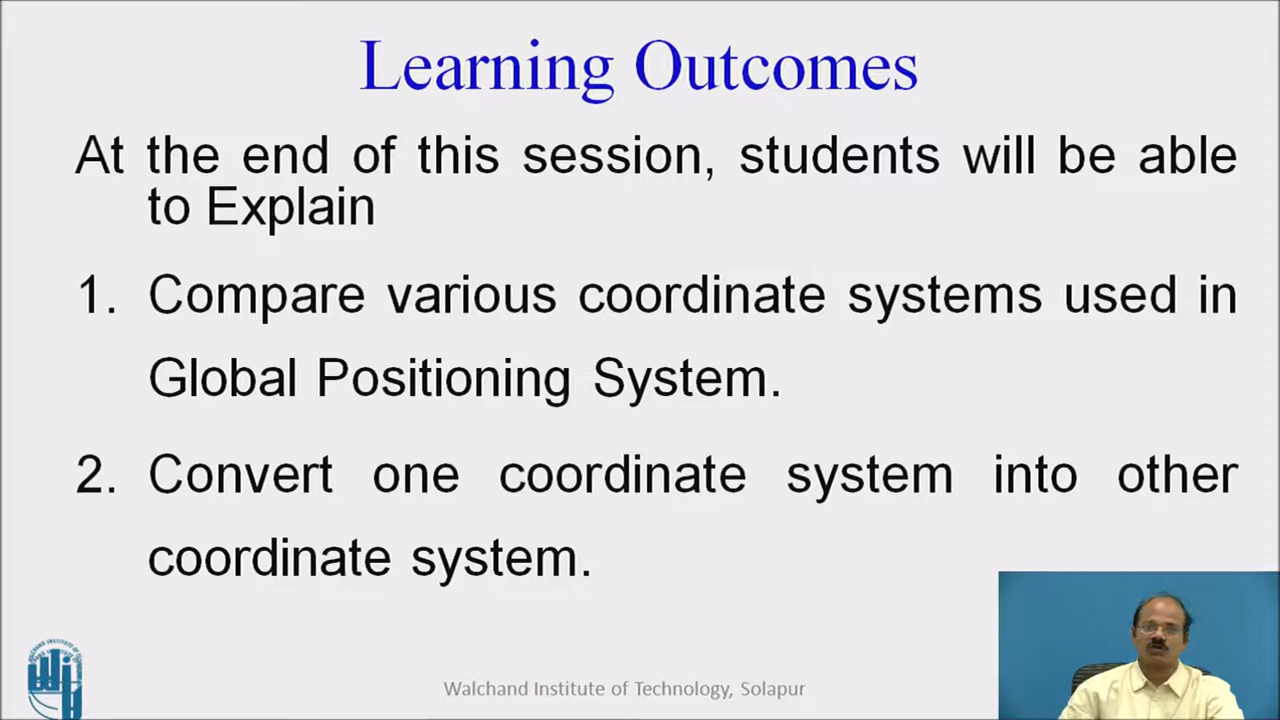 Learning Outcomes
At the end of this session, students will be able
to Explain
1. Compare various coordinate systems used in
Global Positioning System.
2. Convert one coordinate system into other
coordinate system.
Walchand Institute of Technology, Solapur